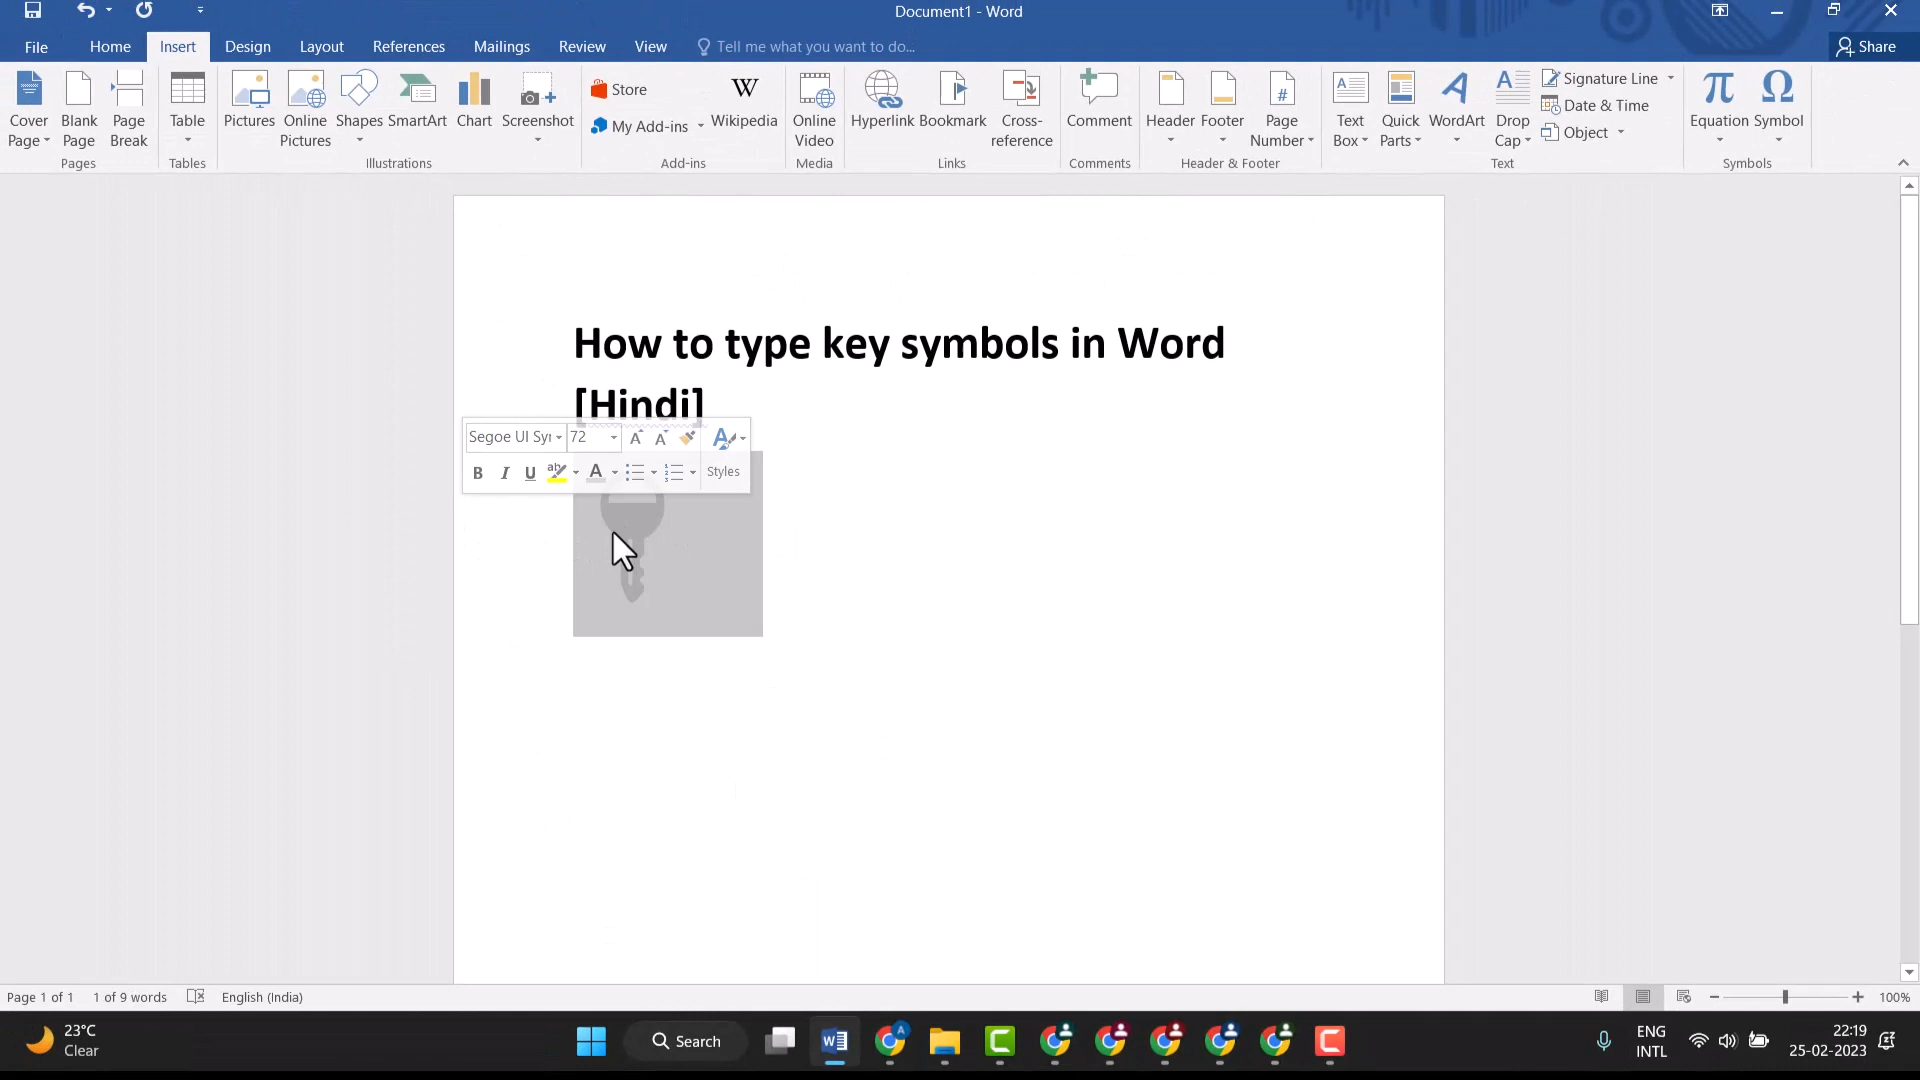 Document1 - Word
File Home Insert Design Layout References Mailings Review View Tell me what you want to do... Share
Cover Page
Blank Page
Page Break
Pages
Table
Tables
Pictures
Online Pictures
Shapes
SmartArt
Chart
Screenshot
Illustrations
Store
My Add-ins
W Wikipedia
Add-ins
Online Video
Media
Hyperlink
Bookmark
Cross-reference
Links
Comment
Comments
Header
Footer
# Page Number
Header & Footer
A Text Box
Quick Parts
A WordArt
A Drop Cap
Signature Line
Date & Time
Object
Text
π Equation
Ω Symbol
Symbols
How to type key symbols in Word
[Hindi]
Segoe UI Syr 72 A A A
B I U ab A Styles
Page 1 of 1 1 of 9 words English (India) 100%
23°C
Clear
Search
W
A
ENG
INTL
22:19
25-02-2023